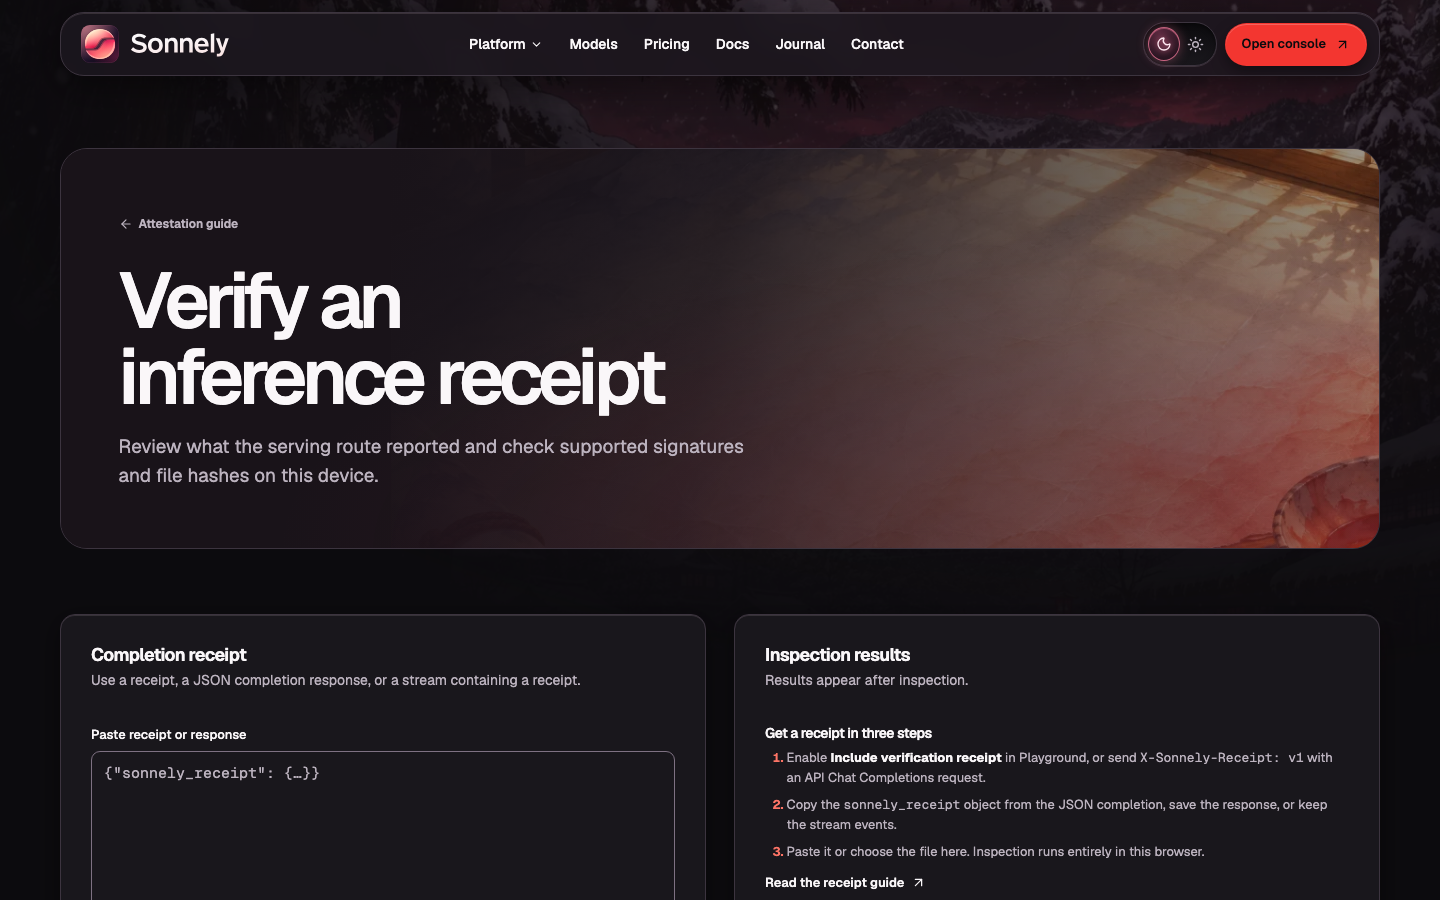 Sonnely
Platform
Models
Pricing
Docs
Journal
Contact
Open console
Attestation guide
Verify an
inference receipt
Review what the serving route reported and check supported signatures
and file hashes on this device.
Completion receipt
Use a receipt, a JSON completion response, or a stream containing a receipt.
Paste receipt or response
{"sonnely_receipt": {…}}
Inspection results
Results appear after inspection.
Get a receipt in three steps
1. Enable Include verification receipt in Playground, or send X-Sonnely-Receipt: v1 with
an API Chat Completions request.
2. Copy the sonnely_receipt object from the JSON completion, save the response, or keep
the stream events.
3. Paste it or choose the file here. Inspection runs entirely in this browser.
Read the receipt guide